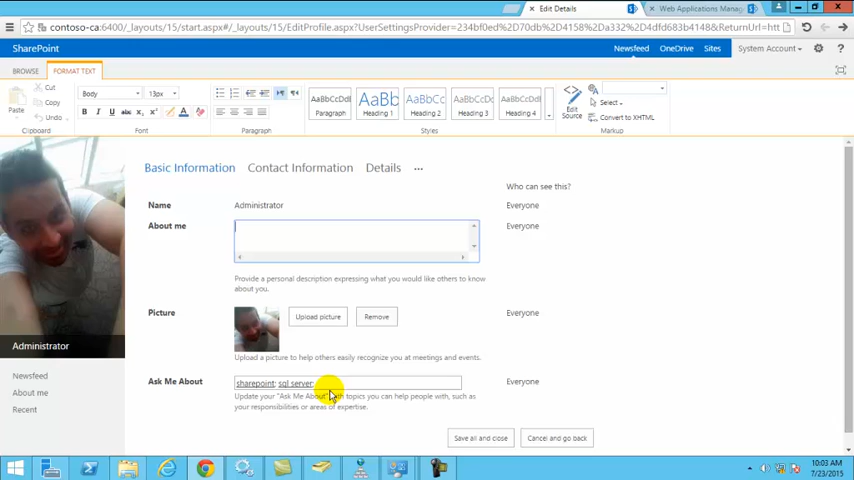 Edit Details
Web Applications Manag
contoso-ca:6400/_layouts/15/start.aspx#/_layouts/15/EditProfile.aspx?UserSettingsProvider=234bf0ed%2D70db%2D4158%2Da332%2D4dfd683b4148&ReturnUrl=htt
SharePoint
Newsfeed OneDrive Sites System Account
BROWSE FORMAT TEXT
Paste
Cut
Copy
Undo
Body 13px
B I U abc x₂ x²
AaBbCcDdI AaBb AaBbC AaBbCcDd AaBbCcDd
Paragraph Heading 1 Heading 2 Heading 3 Heading 4
Edit Source
Select
Convert to XHTML
Clipboard Font Paragraph Styles Markup
Basic Information Contact Information Details ...
Who can see this?
Name Administrator Everyone
About me Everyone
Provide a personal description expressing what you would like others to know
about you.
Picture Upload picture Remove Everyone
Upload a picture to help others easily recognize you at meetings and events.
Administrator
Ask Me About sharepoint; sql server; Everyone
Update your "Ask Me About" with topics you can help people with, such as
your responsibilities or areas of expertise.
Newsfeed
About me
Recent
Save all and close Cancel and go back
10:03 AM
7/23/2015